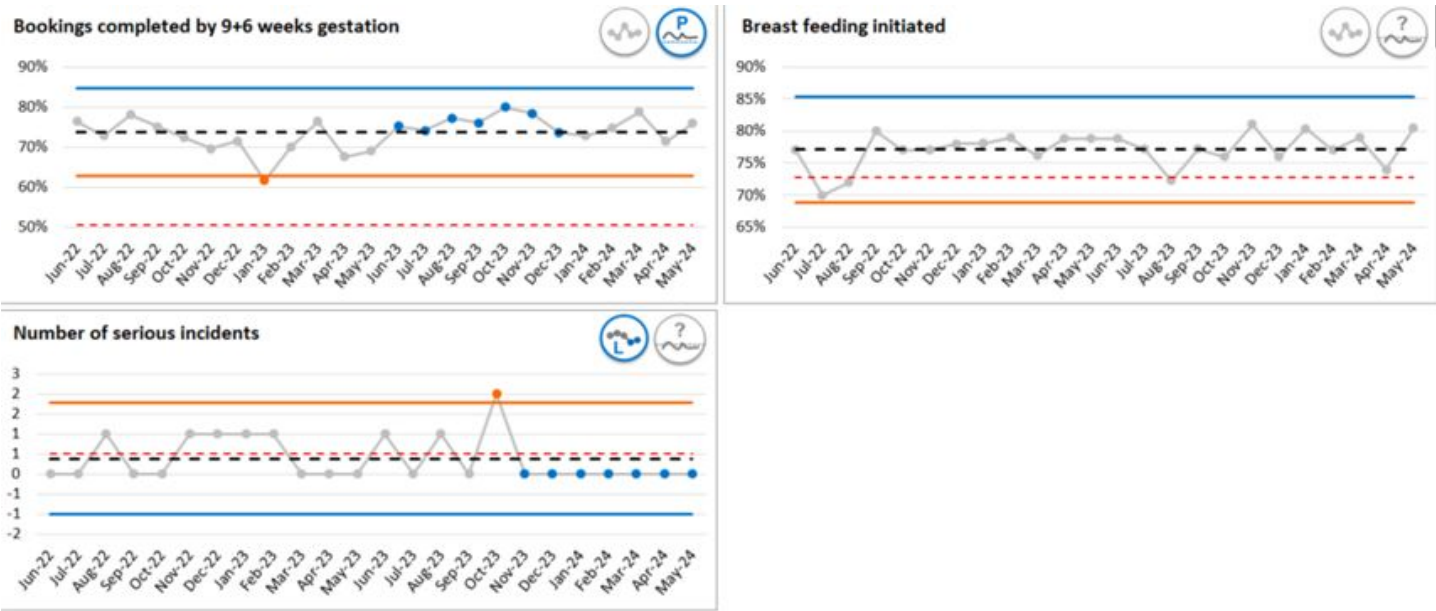 Bookings completed by 9+6 weeks gestation
P
90%
80%
70%
60%
50%
Jun-22 Jul-22 Aug-22 Sep-22 Oct-22 Nov-22 Dec-22 Jan-23 Feb-23 Mar-23 Apr-23 May-23 Jun-23 Jul-23 Aug-23 Sep-23 Oct-23 Nov-23 Dec-23 Jan-24 Feb-24 Mar-24 Apr-24 May-24
Breast feeding initiated
?
90%
85%
80%
75%
70%
65%
Jun-22 Jul-22 Aug-22 Sep-22 Oct-22 Nov-22 Dec-22 Jan-23 Feb-23 Mar-23 Apr-23 May-23 Jun-23 Jul-23 Aug-23 Sep-23 Oct-23 Nov-23 Dec-23 Jan-24 Feb-24 Mar-24 Apr-24 May-24
Number of serious incidents
L
?
3
2
2
1
1
0
-1
-1
-2
Jun-22 Jul-22 Aug-22 Sep-22 Oct-22 Nov-22 Dec-22 Jan-23 Feb-23 Mar-23 Apr-23 May-23 Jun-23 Jul-23 Aug-23 Sep-23 Oct-23 Nov-23 Dec-23 Jan-24 Feb-24 Mar-24 Apr-24 May-24